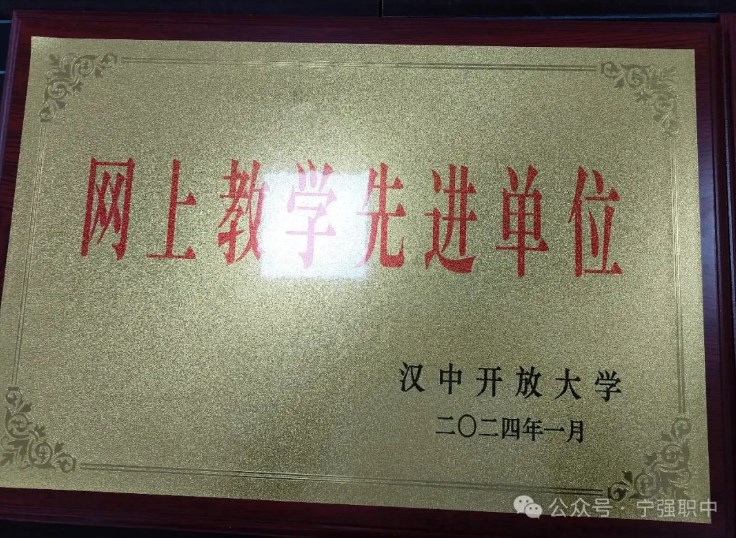 网上教学先进单位
汉中开放大学
二〇二四年一月
公众号·宁强职中